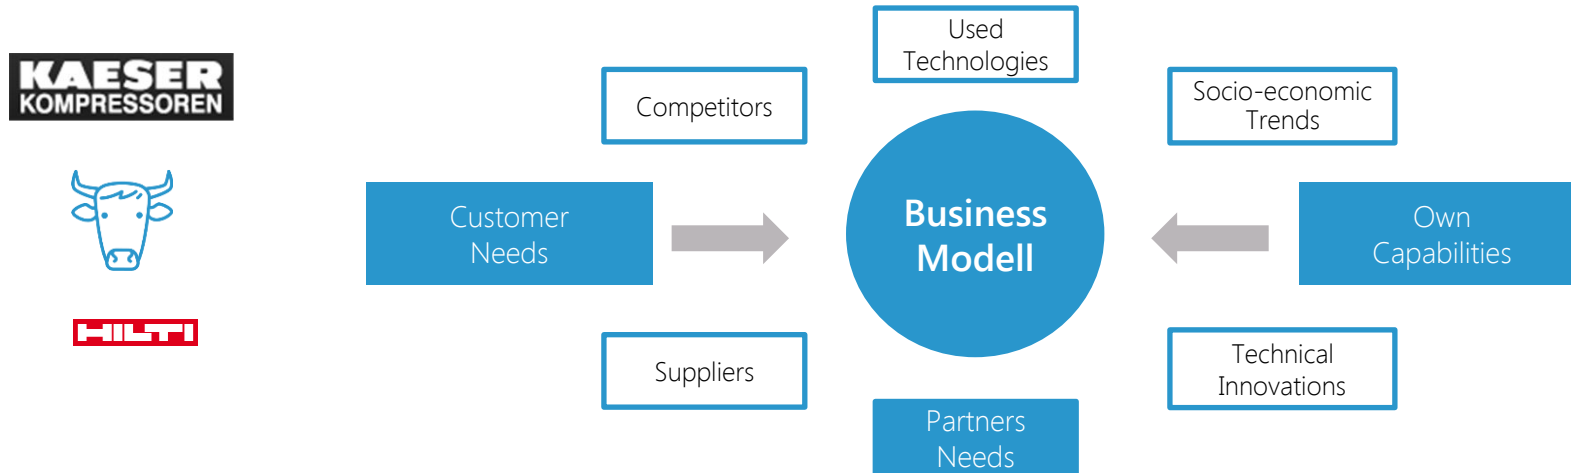 KAESER
KOMPRESSOREN
HILTI
Customer
Needs
Competitors
Suppliers
Used
Technologies
Business
Modell
Partners
Needs
Socio-economic
Trends
Own
Capabilities
Technical
Innovations